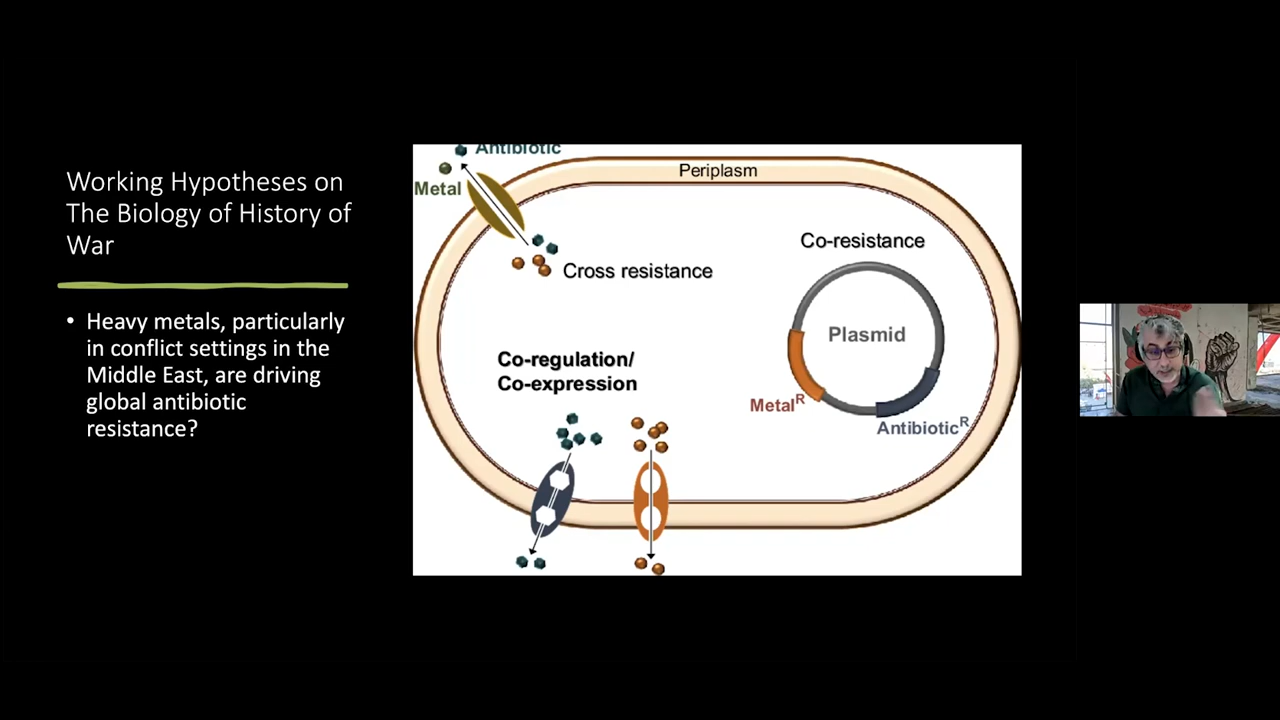 Working Hypotheses on
The Biology of History of
War
• Heavy metals, particularly
in conflict settings in the
Middle East, are driving
global antibiotic
resistance?
Antibiotic
Metal
Periplasm
Cross resistance
Co-resistance
Plasmid
Metal^R
Antibiotic^R
Co-regulation/
Co-expression